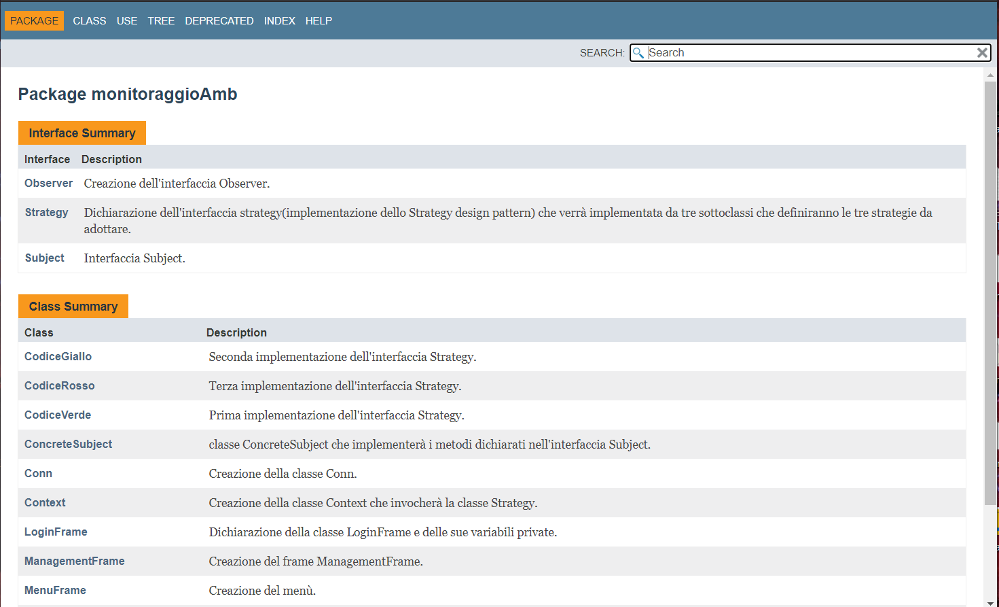 PACKAGE CLASS USE TREE DEPRECATED INDEX HELP
SEARCH: Search
Package monitoraggioAmb
Interface Summary
Interface Description
Observer Creazione dell'interfaccia Observer.
Strategy Dichiarazione dell'interfaccia strategy(implementazione dello Strategy design pattern) che verrà implementata da tre sottoclassi che definiranno le tre strategie da
adottare.
Subject Interfaccia Subject.
Class Summary
Class Description
CodiceGiallo Seconda implementazione dell'interfaccia Strategy.
CodiceRosso Terza implementazione dell'interfaccia Strategy.
CodiceVerde Prima implementazione dell'interfaccia Strategy.
ConcreteSubject classe ConcreteSubject che implementerà i metodi dichiarati nell'interfaccia Subject.
Conn Creazione della classe Conn.
Context Creazione della classe Context che invocherà la classe Strategy.
LoginFrame Dichiarazione della classe LoginFrame e delle sue variabili private.
ManagementFrame Creazione del frame ManagementFrame.
MenuFrame Creazione del menù.